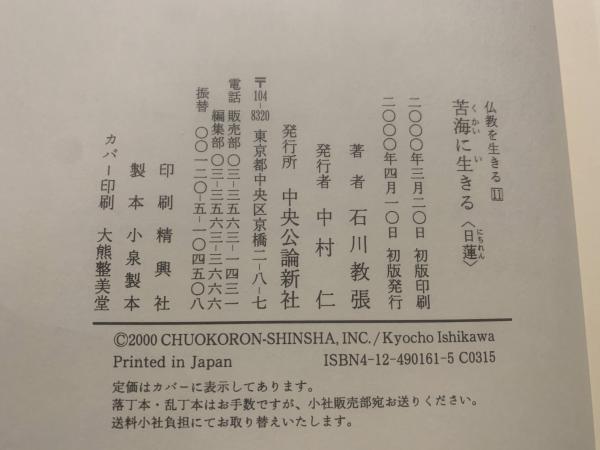 仏教を生きる 11
苦海に生きる〈日蓮〉
くかい い にちれん
二〇〇〇年三月二〇日 初版印刷
二〇〇〇年四月一〇日 初版発行
著者 石川教張
発行者 中村 仁
発行所 中央公論新社
〒104-8320 東京都中央区京橋二-八-七
電話 販売部〇三-三五六三-一四三一
編集部〇三-三五六三-三六六六
振替 〇〇一二〇-五-一〇四五〇八
印刷 精興社
製本 小泉製本
カバー印刷 大熊整美堂
©2000 CHUOKORON-SHINSHA, INC./Kyocho Ishikawa
Printed in Japan ISBN4-12-490161-5 C0315
定価はカバーに表示してあります。
落丁本・乱丁本はお手数ですが、小社販売部宛お送りください。
送料小社負担にてお取り替えいたします。